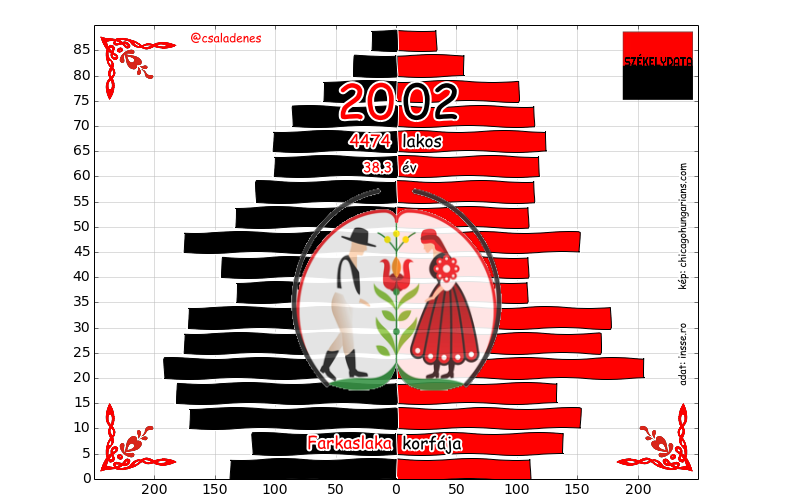 @csaladenes
SZÉKELYDATA
2002
4474 lakos
38.3 év
kép: chicagohungarians.com
adat: insse.ro
Farkaslaka korfája
85
80
75
70
65
60
55
50
45
40
35
30
25
20
15
10
5
0
200 150 100 50 0 50 100 150 200